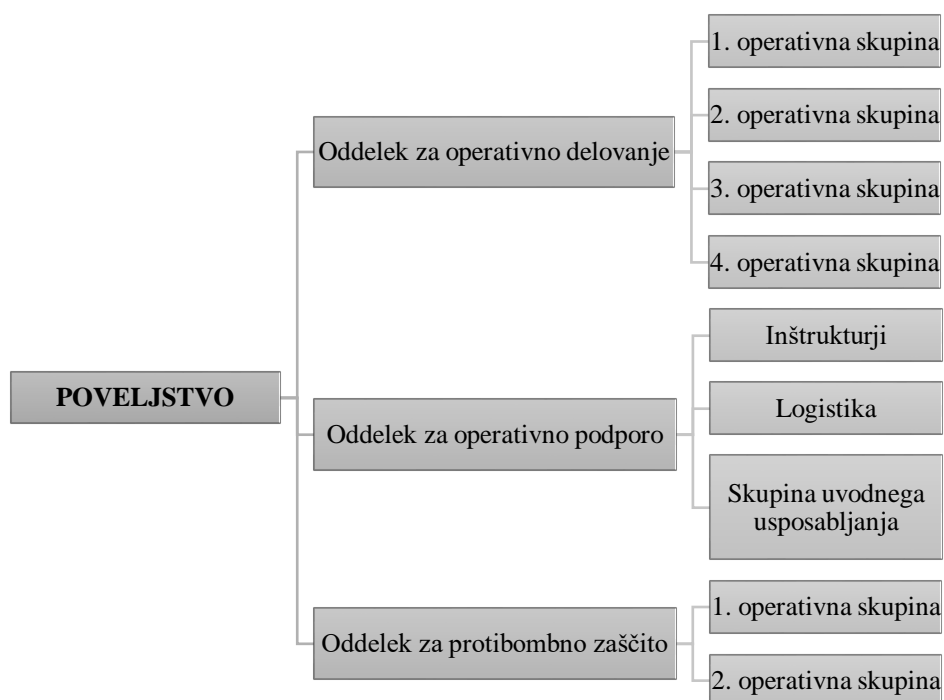 POVELJSTVO
Oddelek za operativno delovanje
1. operativna skupina
2. operativna skupina
3. operativna skupina
4. operativna skupina
Oddelek za operativno podporo
Inštrukturji
Logistika
Skupina uvodnega
usposabljanja
Oddelek za protibombno zaščito
1. operativna skupina
2. operativna skupina